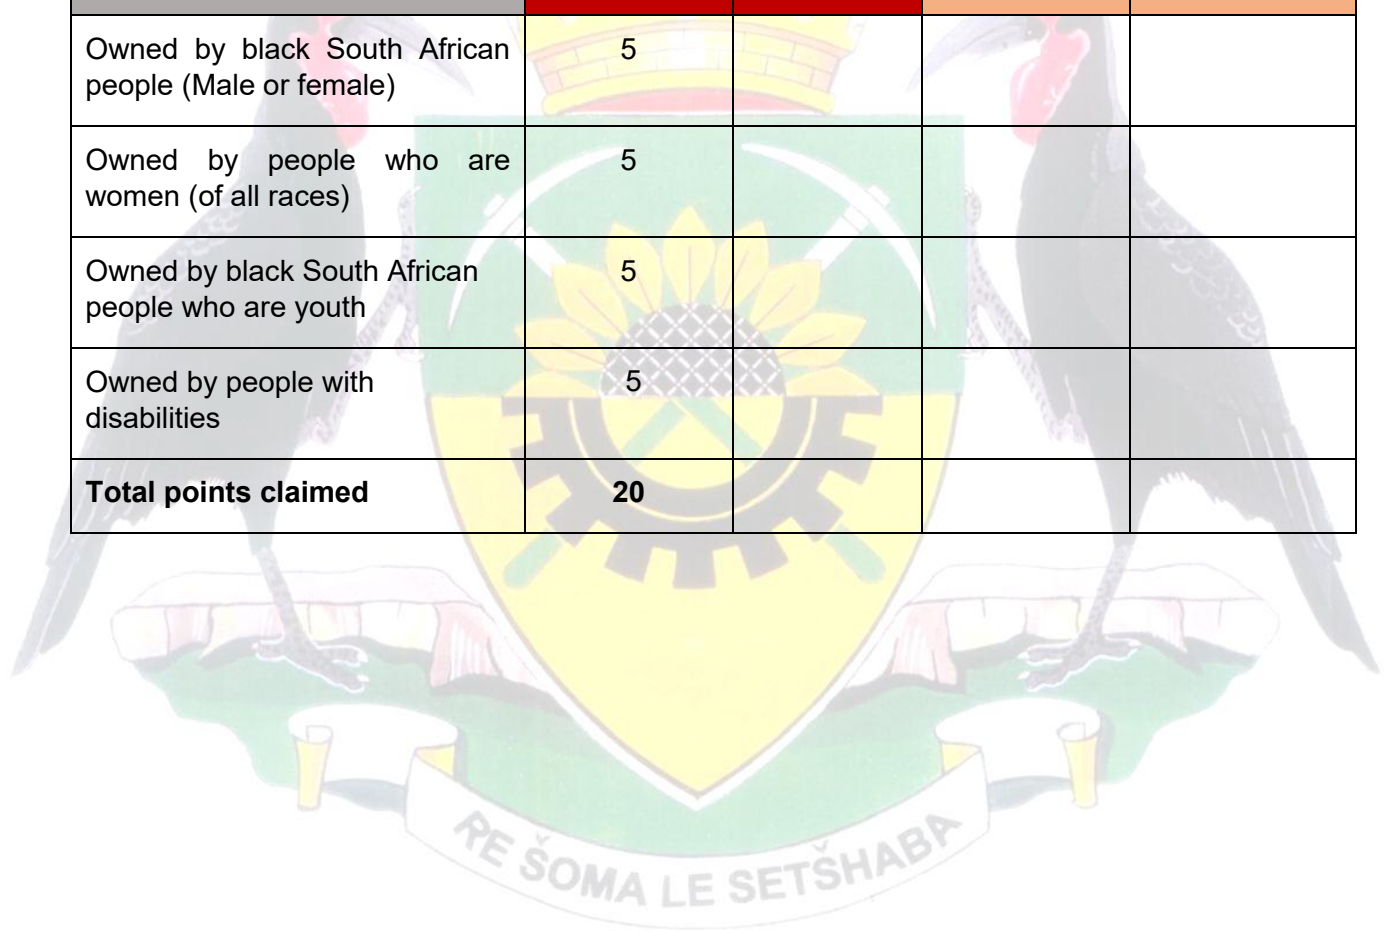 Owned by black South African
people (Male or female)
5
Owned by people who are
women (of all races)
5
Owned by black South African
people who are youth
5
Owned by people with
disabilities
5
Total points claimed
20
RE ŠOMA LE SETŠHABA